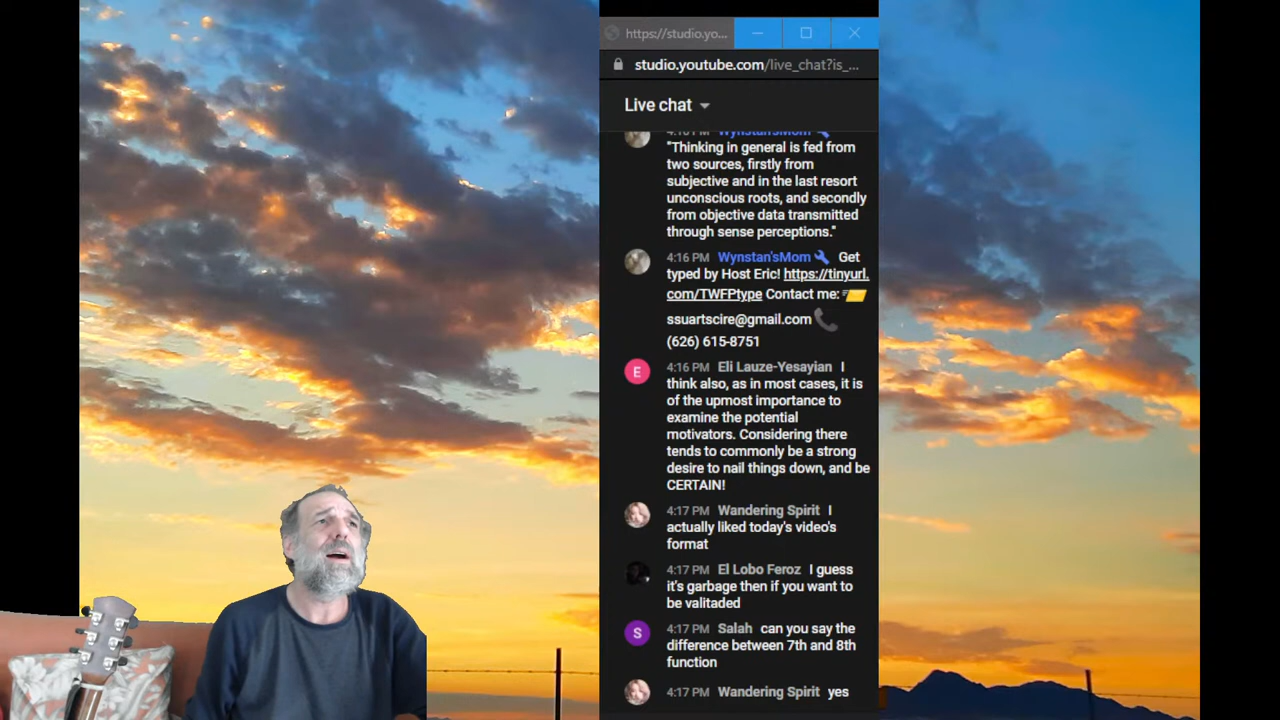 https://studio.yo...
studio.youtube.com/live_chat?is_...
Live chat
4:16 PM Wynstan'sMom
"Thinking in general is fed from
two sources, firstly from
subjective and in the last resort
unconscious roots, and secondly
from objective data transmitted
through sense perceptions."
4:16 PM Wynstan'sMom Get
typed by Host Eric! https://tinyurl.
com/TWFPtype Contact me:
ssuartscire@gmail.com
(626) 615-8751
E
4:16 PM Eli Lauze-Yesayian I
think also, as in most cases, it is
of the upmost importance to
examine the potential
motivators. Considering there
tends to commonly be a strong
desire to nail things down, and be
CERTAIN!
4:17 PM Wandering Spirit I
actually liked today's video's
format
4:17 PM El Lobo Feroz I guess
it's garbage then if you want to
be valitaded
S
4:17 PM Salah can you say the
difference between 7th and 8th
function
4:17 PM Wandering Spirit yes